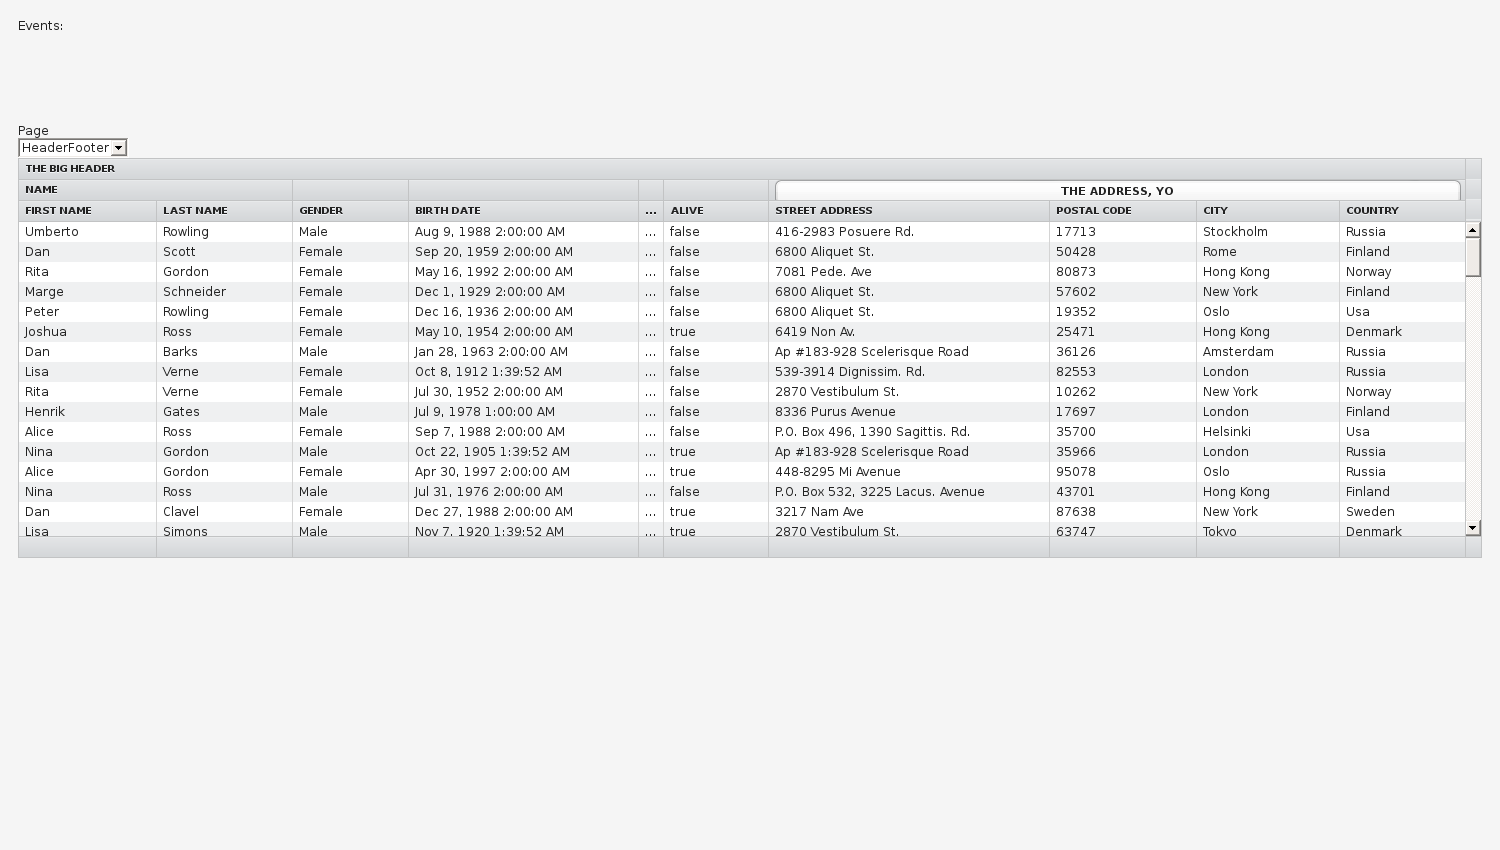 Events:
Page
HeaderFooter
THE BIG HEADER
NAME THE ADDRESS, YO
FIRST NAME LAST NAME GENDER BIRTH DATE ... ALIVE STREET ADDRESS POSTAL CODE CITY COUNTRY
Umberto Rowling Male Aug 9, 1988 2:00:00 AM ... false 416-2983 Posuere Rd. 17713 Stockholm Russia
Dan Scott Female Sep 20, 1959 2:00:00 AM ... false 6800 Aliquet St. 50428 Rome Finland
Rita Gordon Female May 16, 1992 2:00:00 AM ... false 7081 Pede. Ave 80873 Hong Kong Norway
Marge Schneider Female Dec 1, 1929 2:00:00 AM ... false 6800 Aliquet St. 57602 New York Finland
Peter Rowling Female Dec 16, 1936 2:00:00 AM ... false 6800 Aliquet St. 19352 Oslo Usa
Joshua Ross Female May 10, 1954 2:00:00 AM ... true 6419 Non Av. 25471 Hong Kong Denmark
Dan Barks Male Jan 28, 1963 2:00:00 AM ... false Ap #183-928 Scelerisque Road 36126 Amsterdam Russia
Lisa Verne Female Oct 8, 1912 1:39:52 AM ... false 539-3914 Dignissim. Rd. 82553 London Russia
Rita Verne Female Jul 30, 1952 2:00:00 AM ... false 2870 Vestibulum St. 10262 New York Norway
Henrik Gates Male Jul 9, 1978 1:00:00 AM ... false 8336 Purus Avenue 17697 London Finland
Alice Ross Female Sep 7, 1988 2:00:00 AM ... false P.O. Box 496, 1390 Sagittis. Rd. 35700 Helsinki Usa
Nina Gordon Male Oct 22, 1905 1:39:52 AM ... true Ap #183-928 Scelerisque Road 35966 London Russia
Alice Gordon Female Apr 30, 1997 2:00:00 AM ... true 448-8295 Mi Avenue 95078 Oslo Russia
Nina Ross Male Jul 31, 1976 2:00:00 AM ... false P.O. Box 532, 3225 Lacus. Avenue 43701 Hong Kong Finland
Dan Clavel Female Dec 27, 1988 2:00:00 AM ... true 3217 Nam Ave 87638 New York Sweden
Lisa Simons Male Nov 7, 1920 1:39:52 AM ... true 2870 Vestibulum St. 63747 Tokyo Denmark